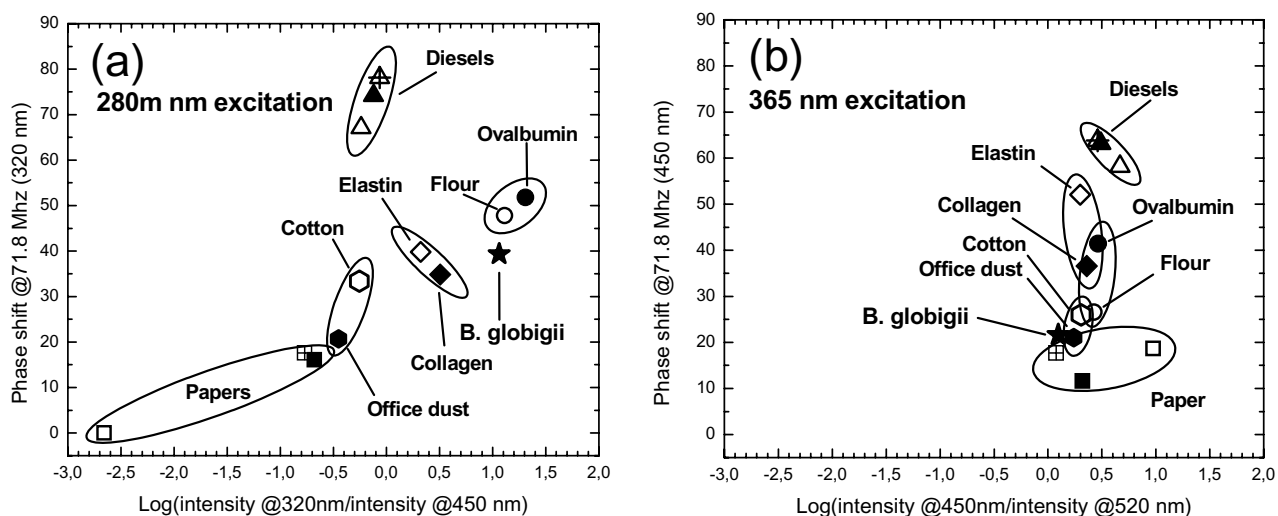 (a)
280m nm excitation
Diesels
Ovalbumin
Elastin
Flour
Cotton
B. globigii
Collagen
Papers
Office dust
90
80
70
60
50
40
30
20
10
0
Phase shift @71.8 Mhz (320 nm)
-3,0 -2,5 -2,0 -1,5 -1,0 -0,5 0,0 0,5 1,0 1,5 2,0
Log(intensity @320nm/intensity @450 nm)
(b)
365 nm excitation
Diesels
Elastin
Collagen
Ovalbumin
Cotton
Office dust
Flour
B. globigii
Paper
90
80
70
60
50
40
30
20
10
0
Phase shift @71.8 Mhz (450 nm)
-3,0 -2,5 -2,0 -1,5 -1,0 -0,5 0,0 0,5 1,0 1,5 2,0
Log(intensity @450nm/intensity @520 nm)